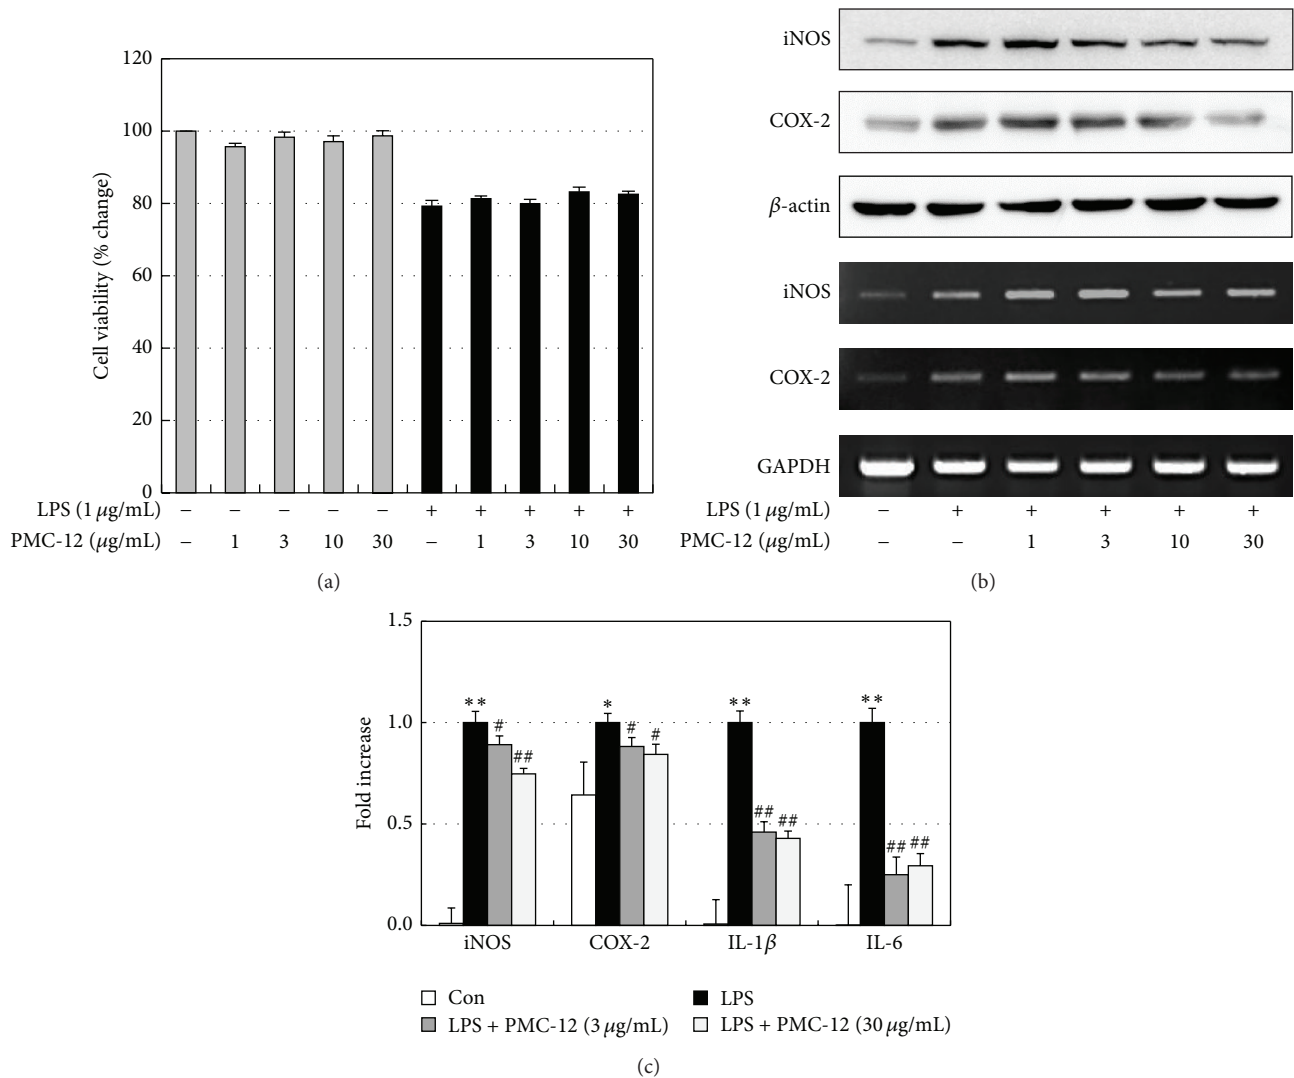 120
100
80
60
40
20
0
Cell viability (% change)
LPS (1 μg/mL) − − − − − + + + + +
PMC-12 (μg/mL) − 1 3 10 30 − 1 3 10 30
(a)
iNOS
COX-2
β-actin
iNOS
COX-2
GAPDH
LPS (1 μg/mL) − + + + + +
PMC-12 (μg/mL) − − 1 3 10 30
(b)
1.5
1.0
0.5
0.0
Fold increase
** # ##
* # #
** ## ##
** ## ##
iNOS COX-2 IL-1β IL-6
Con LPS
LPS + PMC-12 (3 μg/mL) LPS + PMC-12 (30 μg/mL)
(c)